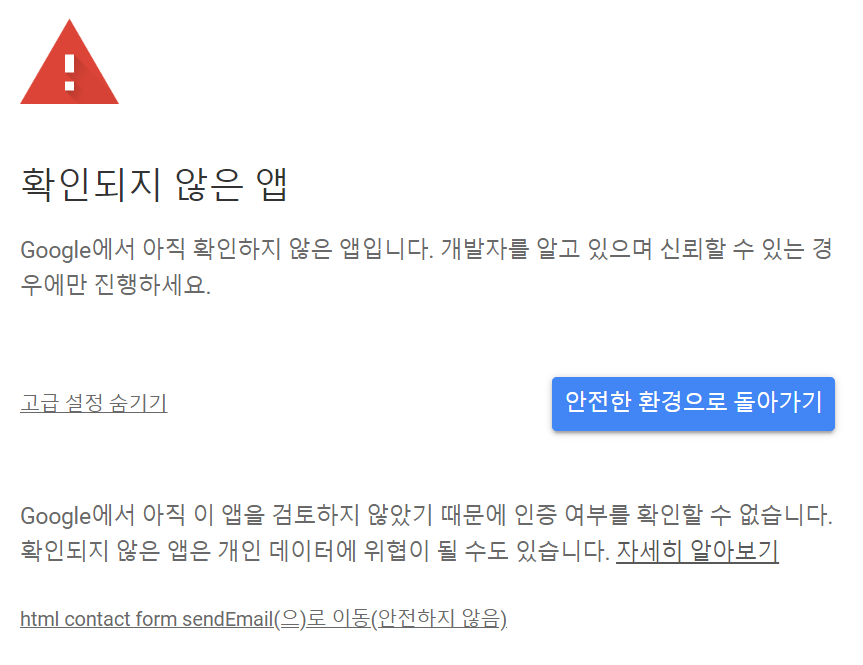 확인되지 않은 앱
Google에서 아직 확인하지 않은 앱입니다. 개발자를 알고 있으며 신뢰할 수 있는 경
우에만 진행하세요.
고급 설정 숨기기
안전한 환경으로 돌아가기
Google에서 아직 이 앱을 검토하지 않았기 때문에 인증 여부를 확인할 수 없습니다.
확인되지 않은 앱은 개인 데이터에 위협이 될 수도 있습니다. 자세히 알아보기
html contact form sendEmail(으)로 이동(안전하지 않음)